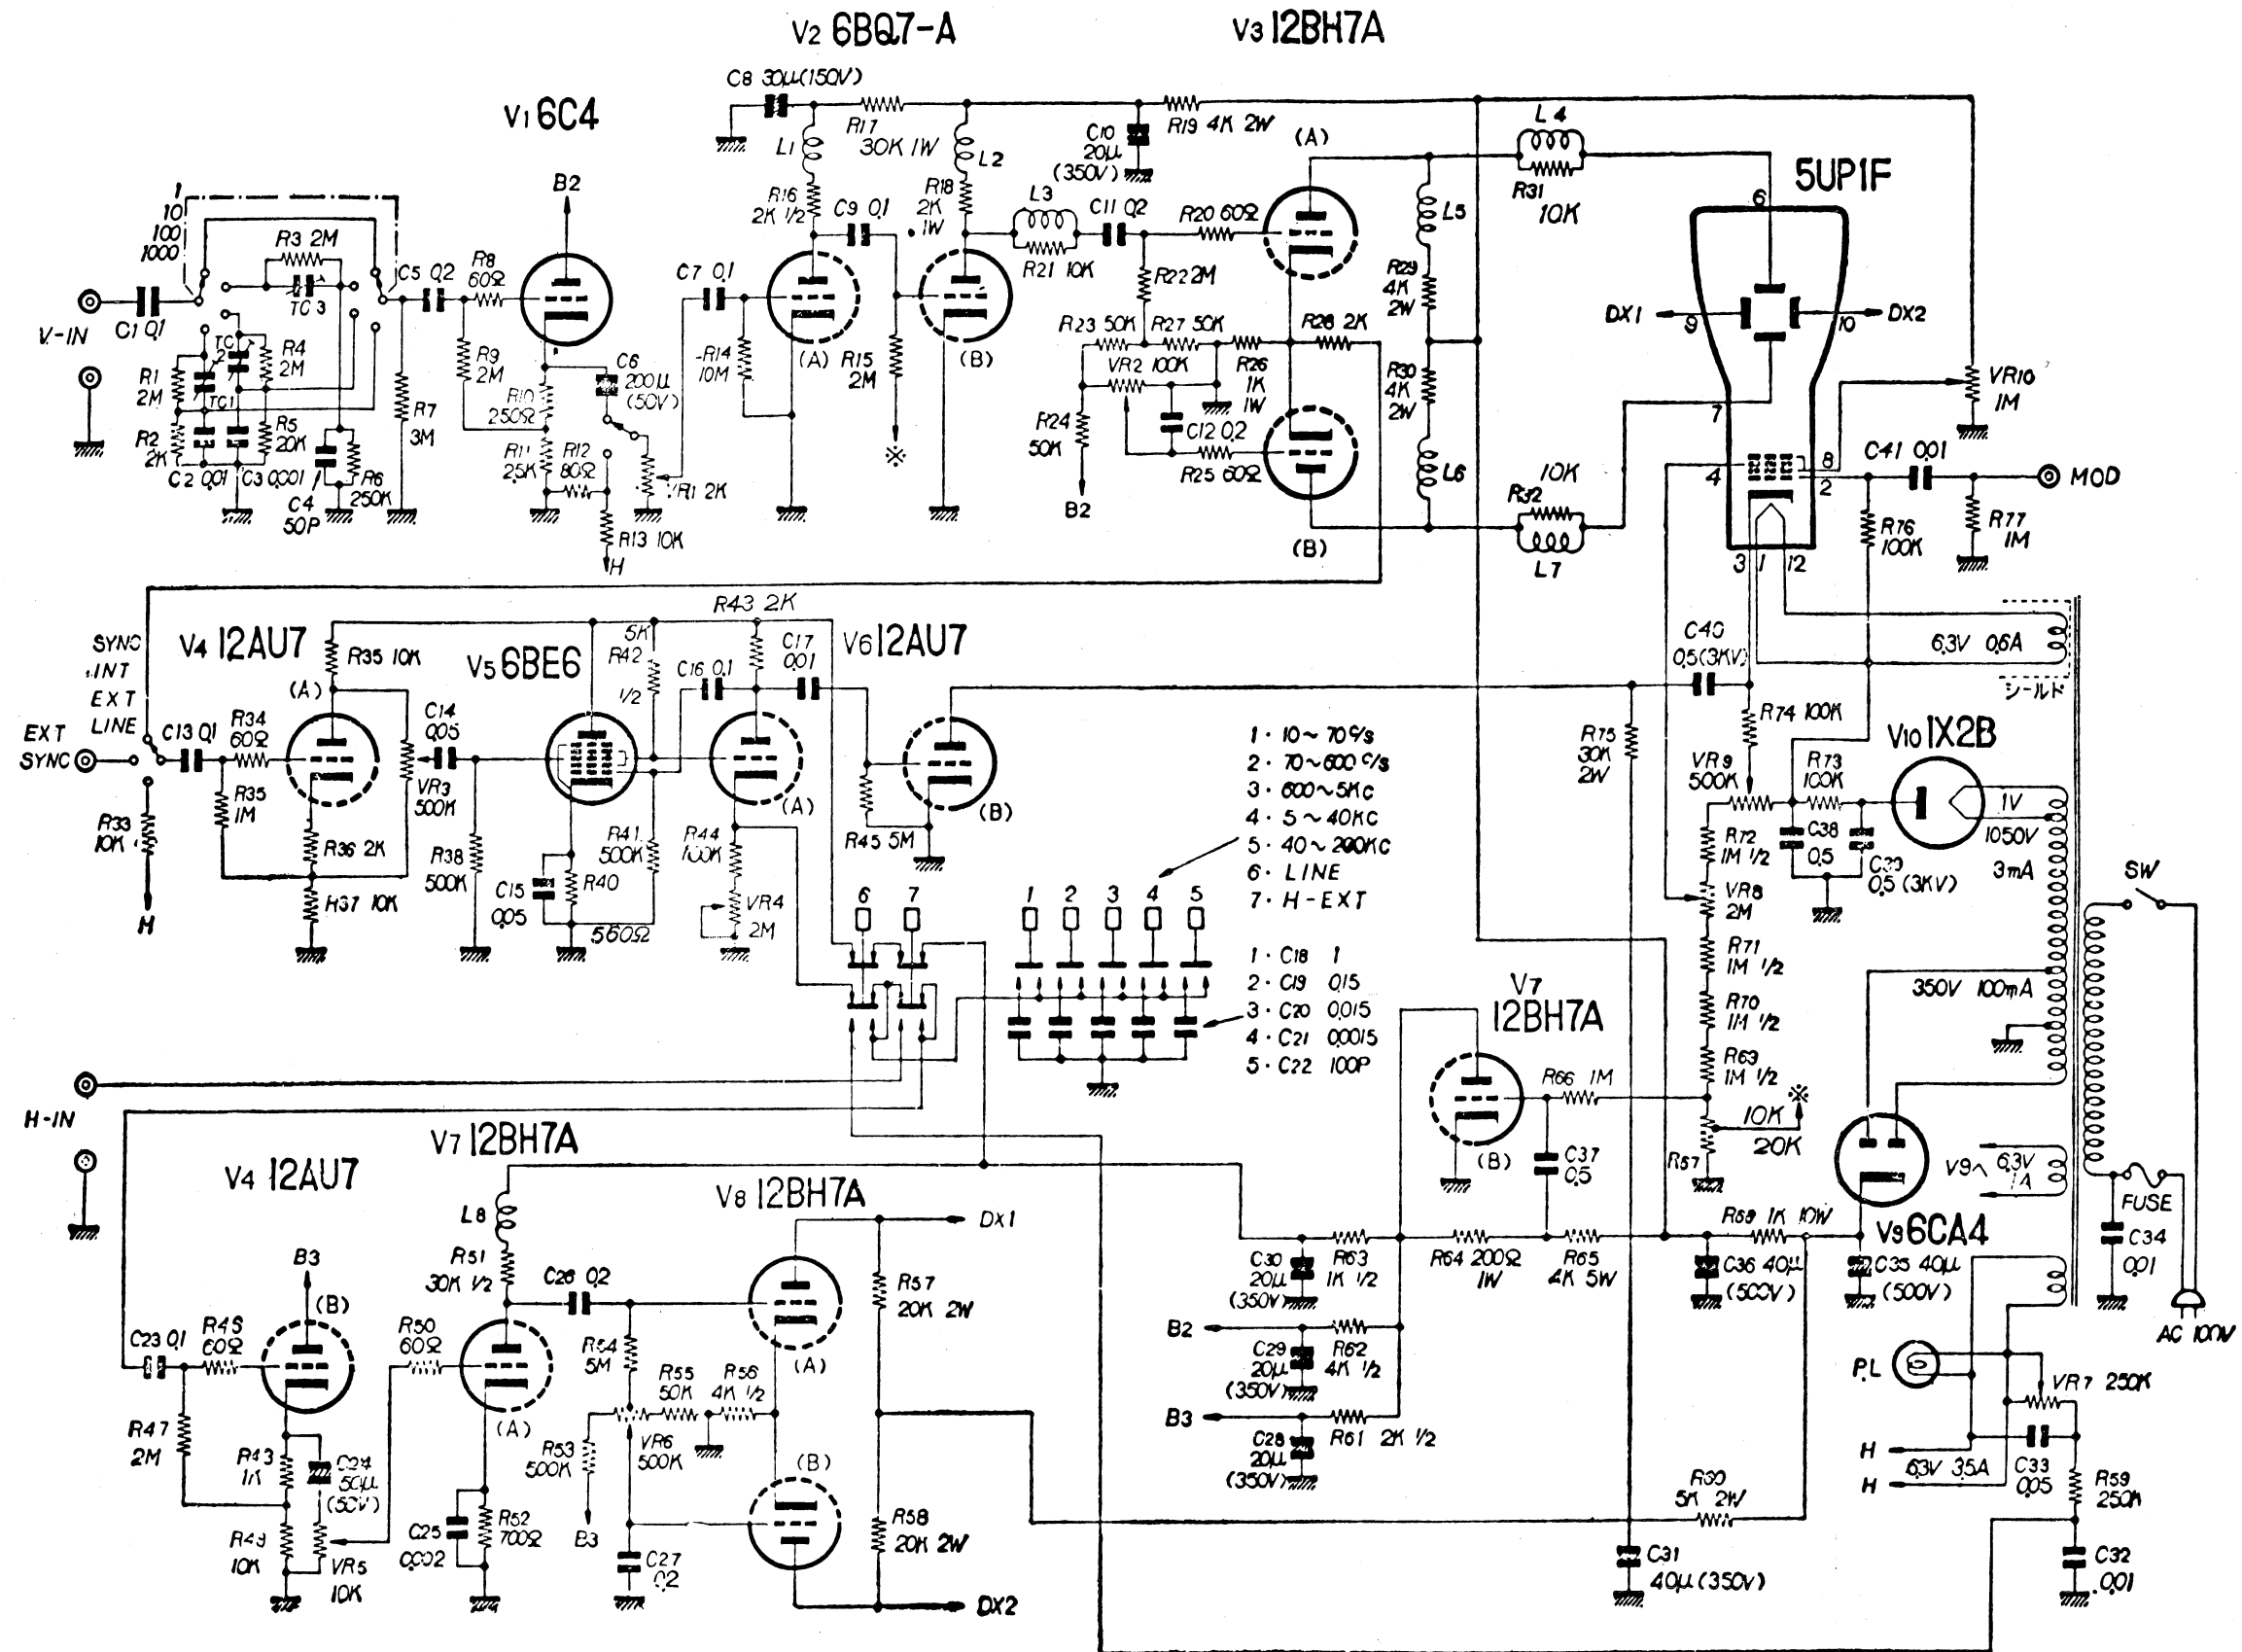 V2 6BQ7-A
V3 12BH7A
V1 6C4
C8 30μ(150V)
L1
R17
30K 1W
L2
C10
20μ
(350V)
R19 4K 2W
(A)
L4
R31
10K
5UP1F
1
10
100
1000
B2
R16
2K 1/2
C9 0.1
R18
2K
1W
L3
R21 10K
C11 0.2
R20 60Ω
L5
6
R3 2M
TC 3
C5 0.2
R8
60Ω
C7 0.1
R22 2M
R29
4K
2W
DX1
9
10
DX2
V-IN
C1 0.1
R1
2M
TC
2
TC1
R4
2M
R9
2M
C6
200μ
(50V)
R14
10M
(A)
R15
2M
(B)
R23 50K
R27 50K
VR2 100K
R28 2K
R26
1K
1W
R30
4K
2W
7
VR10
1M
R2
2K
R5
20K
R7
3M
R10
250Ω
R11
2.5K
R12
80Ω
VR1 2K
※
R24
50K
C12 0.2
R25 60Ω
L6
4
8
2
C41 0.01
MOD
C2 0.01
C3 0.001
C4
50P
R6
250K
R13 10K
H
B2
(B)
10K
R32
L7
3
1
12
R76
100K
R77
1M
SYNC
INT
EXT
LINE
EXT
SYNC
V4 12AU7
R35 10K
(A)
C13 0.1
R34
60Ω
R35
1M
R33
10K
H
R36 2K
R37 10K
C14
0.05
VR3
500K
R38
500K
V5 6BE6
R43 2K
5K
R42
1/2
C16 0.1
C17
0.01
V6 12AU7
(A)
(B)
C15
0.05
R40
560Ω
R41
500K
R44
100K
VR4
2M
R45 5M
6
7
1
2
3
4
5
1・10~70c/s
2・70~600c/s
3・600~5Kc
4・5~40KC
5・40~200KC
6・LINE
7・H-EXT
1・C18 1
2・C19 0.15
3・C20 0.015
4・C21 0.0015
5・C22 100P
R75
30K
2W
C40
0.5(3KV)
6.3V 0.6A
シールド
R74 100K
VR9
500K
R73
100K
V10 1X2B
C38
0.5
C39
0.5(3KV)
1V
1050V
3mA
R72
1M 1/2
VR8
2M
R71
1M 1/2
R70
1M 1/2
R63
1M 1/2
350V 100mA
SW
※
10K
20K
R57
V7
12BH7A
(B)
R66 1M
C37
0.5
V9へ
6.3V
1A
FUSE
C34
0.01
AC 100V
V9 6CA4
R69 1K 10W
C36 40μ
(500V)
C35 40μ
(500V)
H-IN
V4 12AU7
B3
(B)
C23 0.1
R46
60Ω
R47
2M
R43
1K
C24
50μ
(50V)
R49
10K
VR5
10K
V7 12BH7A
L8
R51
30K 1/2
R50
60Ω
(A)
C25
0.002
R52
700Ω
C26 0.2
V8 12BH7A
R54
5M
R55
50K
R56
4K 1/2
R53
500K
VR6
500K
B3
C27
0.2
(A)
(B)
DX1
R57
20K 2W
R58
20K 2W
DX2
C30
20μ
(350V)
R63
1K 1/2
R64 200Ω
1W
R65
4K 5W
B2
C29
20μ
(350V)
R62
4K 1/2
B3
C28
20μ
(350V)
R61 2K 1/2
R60
5K 2W
C31
40μ(350V)
P.L
VR7 250K
H
6.3V 3.5A
H
C33
0.05
R59
250K
C32
0.01